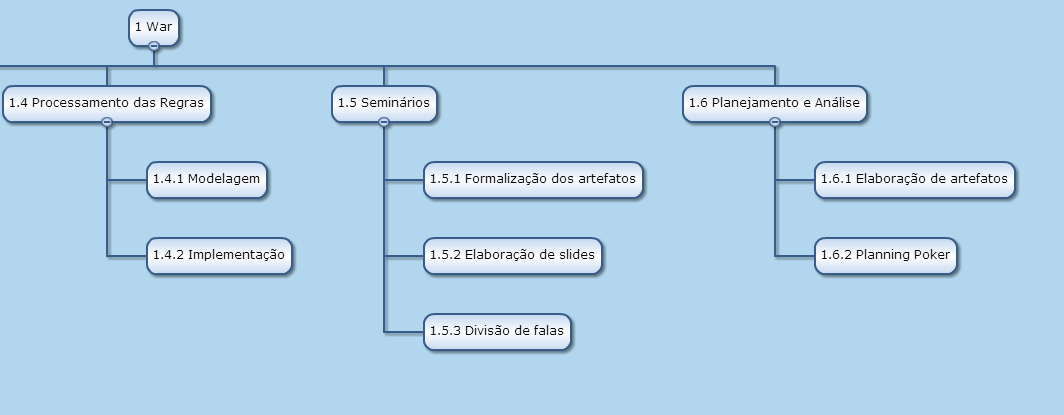 1 War
1.4 Processamento das Regras
1.5 Seminários
1.6 Planejamento e Análise
1.4.1 Modelagem
1.5.1 Formalização dos artefatos
1.6.1 Elaboração de artefatos
1.4.2 Implementação
1.5.2 Elaboração de slides
1.6.2 Planning Poker
1.5.3 Divisão de falas